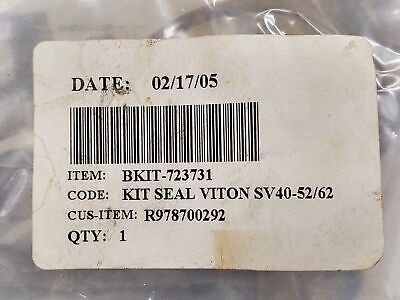 DATE: 02/17/05
ITEM: BKIT-723731
CODE: KIT SEAL VITON SV40-52/62
CUS-ITEM: R978700292
QTY: 1